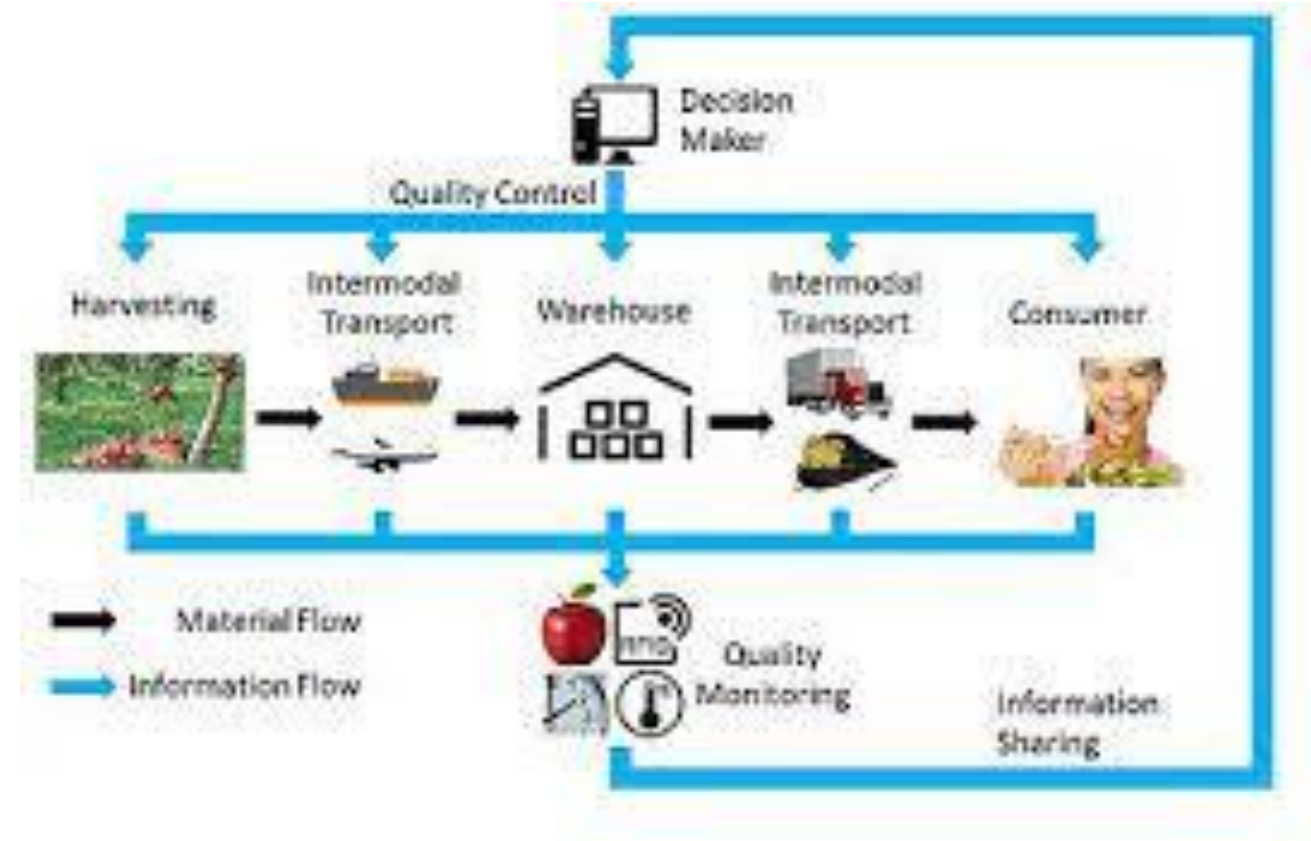 Decision
Maker
Quality Control
Harvesting
Intermodal
Transport
Warehouse
Intermodal
Transport
Consumer
Material Flow
Information Flow
RFID
Quality
Monitoring
Information
Sharing